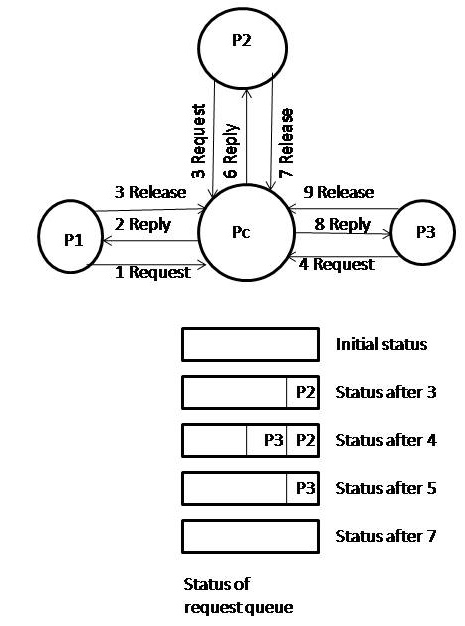 P2
3 Request
6 Reply
7 Release
3 Release
2 Reply
1 Request
P1
Pc
9 Release
8 Reply
4 Request
P3
Initial status
P2 Status after 3
P3 P2 Status after 4
P3 Status after 5
Status after 7
Status of
request queue